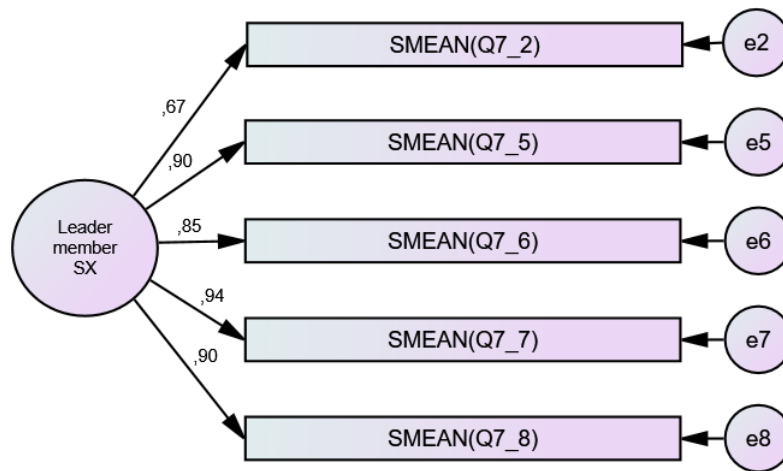 SMEAN(Q7_2)
e2
,67
SMEAN(Q7_5)
e5
,90
Leader
member
SX
,85
SMEAN(Q7_6)
e6
,94
SMEAN(Q7_7)
e7
,90
SMEAN(Q7_8)
e8